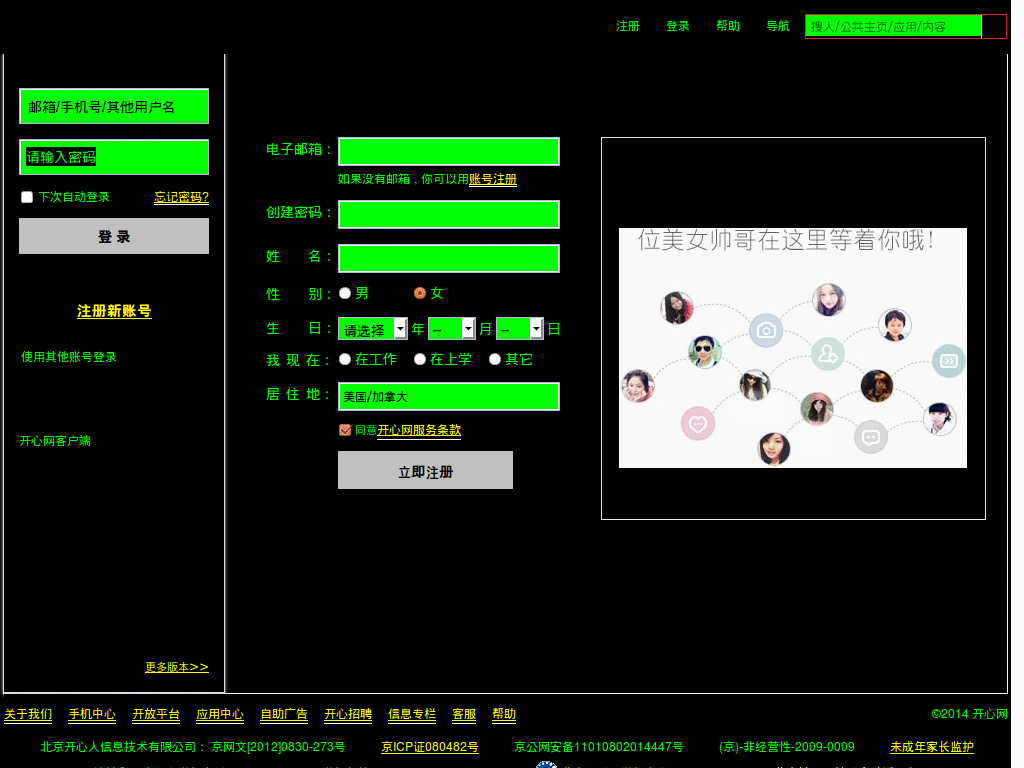 注册 登录 帮助 导航 搜人/公共主页/应用/内容
邮箱/手机号/其他用户名
请输入密码
下次自动登录 忘记密码?
登 录
注册新账号
使用其他账号登录
开心网客户端
更多版本>>
电子邮箱：
如果没有邮箱，你可以用账号注册
创建密码：
姓 名：
性 别： 男 女
生 日： 请选择 年 -- 月 -- 日
我 现 在： 在工作 在上学 其它
居 住 地： 美国/加拿大
同意开心网服务条款
立即注册
位美女帅哥在这里等着你哦!
关于我们 手机中心 开放平台 应用中心 自助广告 开心招聘 信息专栏 客服 帮助 ©2014 开心网
北京开心人信息技术有限公司： 京网文[2012]0830-273号 京ICP证080482号 京公网安备11010802014447号 (京)-非经营性-2009-0009 未成年家长监护